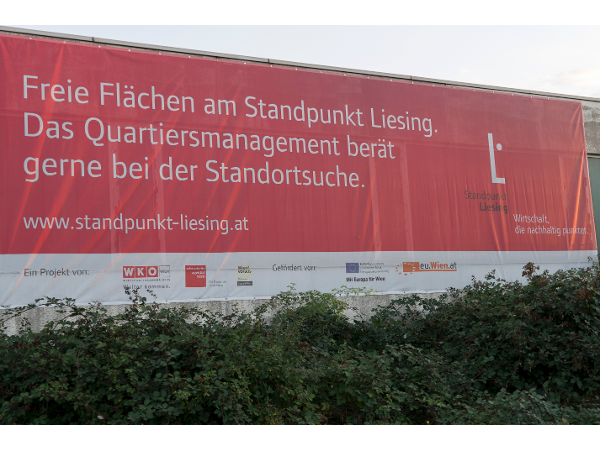 Freie Flächen am Standpunkt Liesing.
Das Quartiersmanagement berät
gerne bei der Standortsuche.
www.standpunkt-liesing.at
L:
Standpunkt
Liesing
Wirtschaft,
die nachhaltig punktet.
Ein Projekt von:
WKO
Gefördert von:
eu.Wien.at